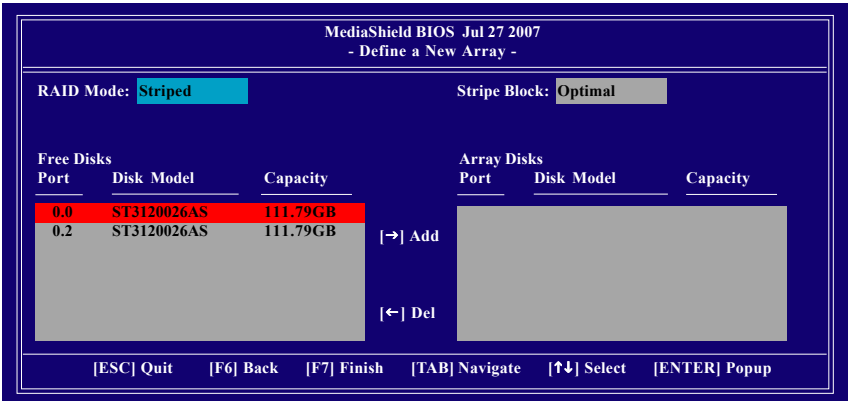 MediaShield BIOS Jul 27 2007
- Define a New Array -
RAID Mode: Striped
Stripe Block: Optimal
Free Disks
Port Disk Model Capacity
0.0 ST3120026AS 111.79GB
0.2 ST3120026AS 111.79GB
[→] Add
[←] Del
Array Disks
Port Disk Model Capacity
[ESC] Quit [F6] Back [F7] Finish [TAB] Navigate [↑↓] Select [ENTER] Popup